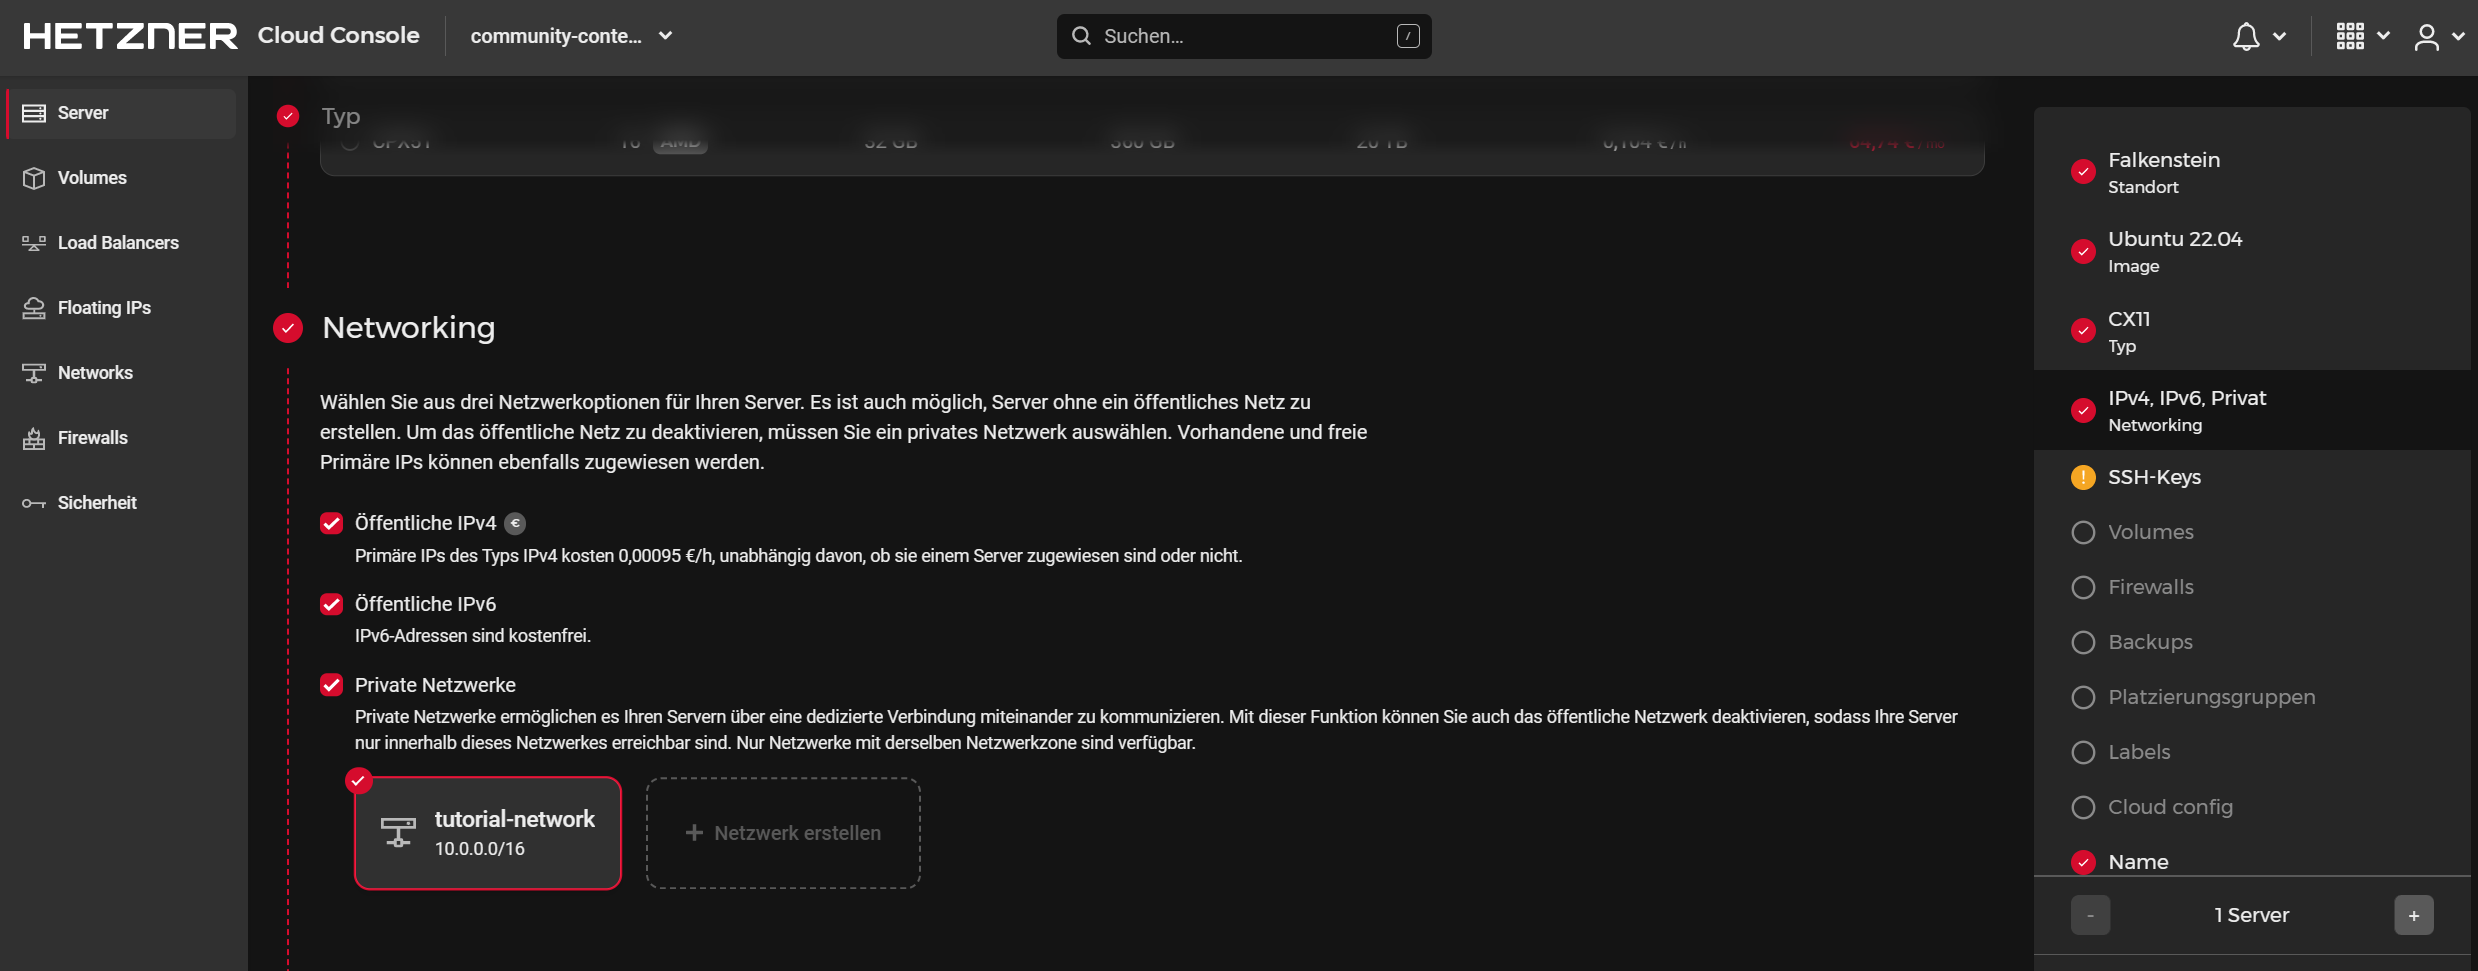 HETZNER Cloud Console
community-conte...
Suchen...
/
Server
Volumes
Load Balancers
Floating IPs
Networks
Firewalls
Sicherheit
Typ
AMD
32 GB
360 GB
20 TB
Networking
Wählen Sie aus drei Netzwerkoptionen für Ihren Server. Es ist auch möglich, Server ohne ein öffentliches Netz zu
erstellen. Um das öffentliche Netz zu deaktivieren, müssen Sie ein privates Netzwerk auswählen. Vorhandene und freie
Primäre IPs können ebenfalls zugewiesen werden.
Öffentliche IPv4 €
Primäre IPs des Typs IPv4 kosten 0,00095 €/h, unabhängig davon, ob sie einem Server zugewiesen sind oder nicht.
Öffentliche IPv6
IPv6-Adressen sind kostenfrei.
Private Netzwerke
Private Netzwerke ermöglichen es Ihren Servern über eine dedizierte Verbindung miteinander zu kommunizieren. Mit dieser Funktion können Sie auch das öffentliche Netzwerk deaktivieren, sodass Ihre Server
nur innerhalb dieses Netzwerkes erreichbar sind. Nur Netzwerke mit derselben Netzwerkzone sind verfügbar.
tutorial-network
10.0.0.0/16
+ Netzwerk erstellen
Falkenstein
Standort
Ubuntu 22.04
Image
CX11
Typ
IPv4, IPv6, Privat
Networking
! SSH-Keys
Volumes
Firewalls
Backups
Platzierungsgruppen
Labels
Cloud config
Name
- 1 Server +